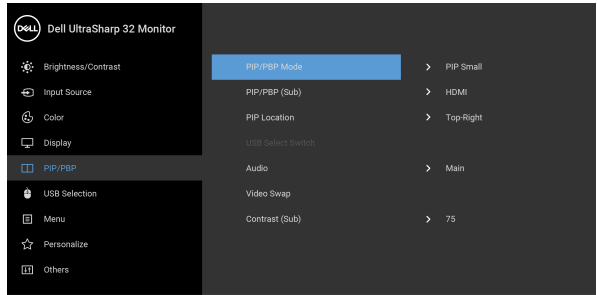 DELL Dell UltraSharp 32 Monitor
Brightness/Contrast
Input Source
Color
Display
PIP/PBP
USB Selection
Menu
Personalize
Others
PIP/PBP Mode > PIP Small
PIP/PBP (Sub) > HDMI
PIP Location > Top-Right
USB Select Switch
Audio > Main
Video Swap
Contrast (Sub) > 75